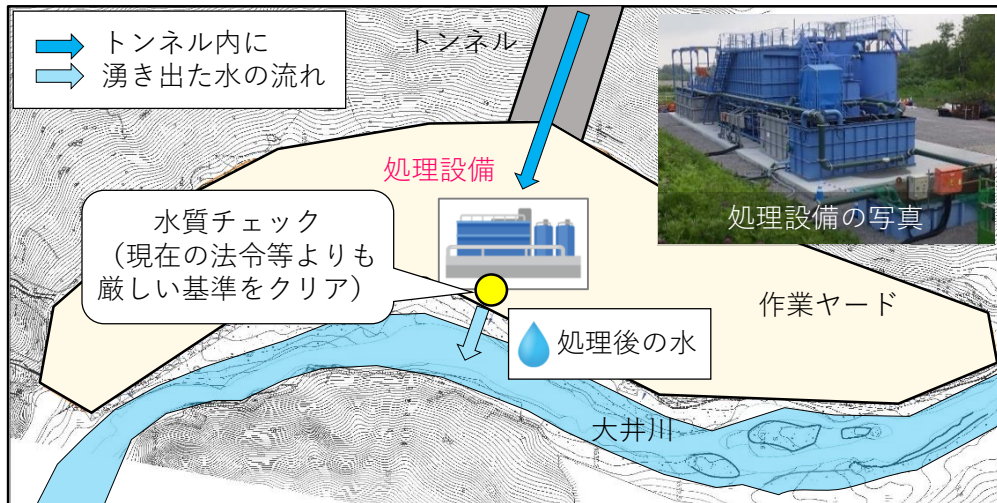 トンネル内に
湧き出た水の流れ
トンネル
処理設備
処理設備の写真
水質チェック
（現在の法令等よりも
厳しい基準をクリア）
作業ヤード
処理後の水
大井川